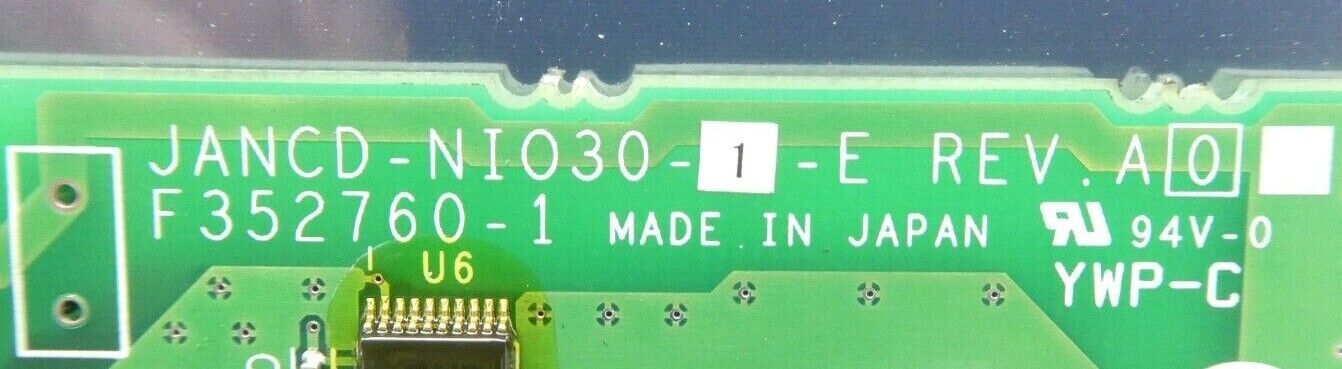 JANCD-NIO30-1-E REV.A0
F352760-1 MADE IN JAPAN 94V-0
YWP-C
U6